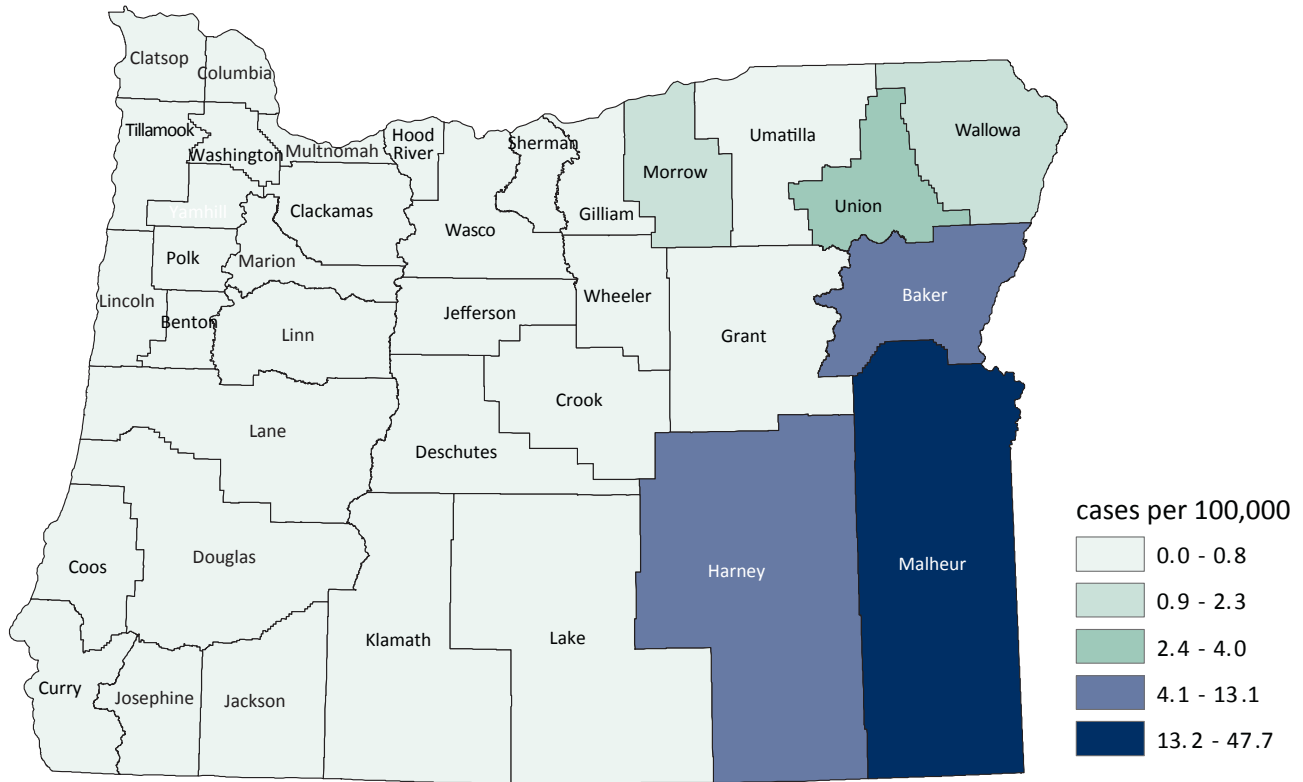 Clatsop
Columbia
Tillamook
Washington
Multnomah
Hood
River
Sherman
Umatilla
Wallowa
Morrow
Gilliam
Union
Yamhill
Clackamas
Wasco
Polk
Marion
Lincoln
Benton
Linn
Jefferson
Wheeler
Grant
Baker
Crook
Lane
Deschutes
Coos
Douglas
Harney
Malheur
Klamath
Lake
Curry
Josephine
Jackson
cases per 100,000
0.0 - 0.8
0.9 - 2.3
2.4 - 4.0
4.1 - 13.1
13.2 - 47.7